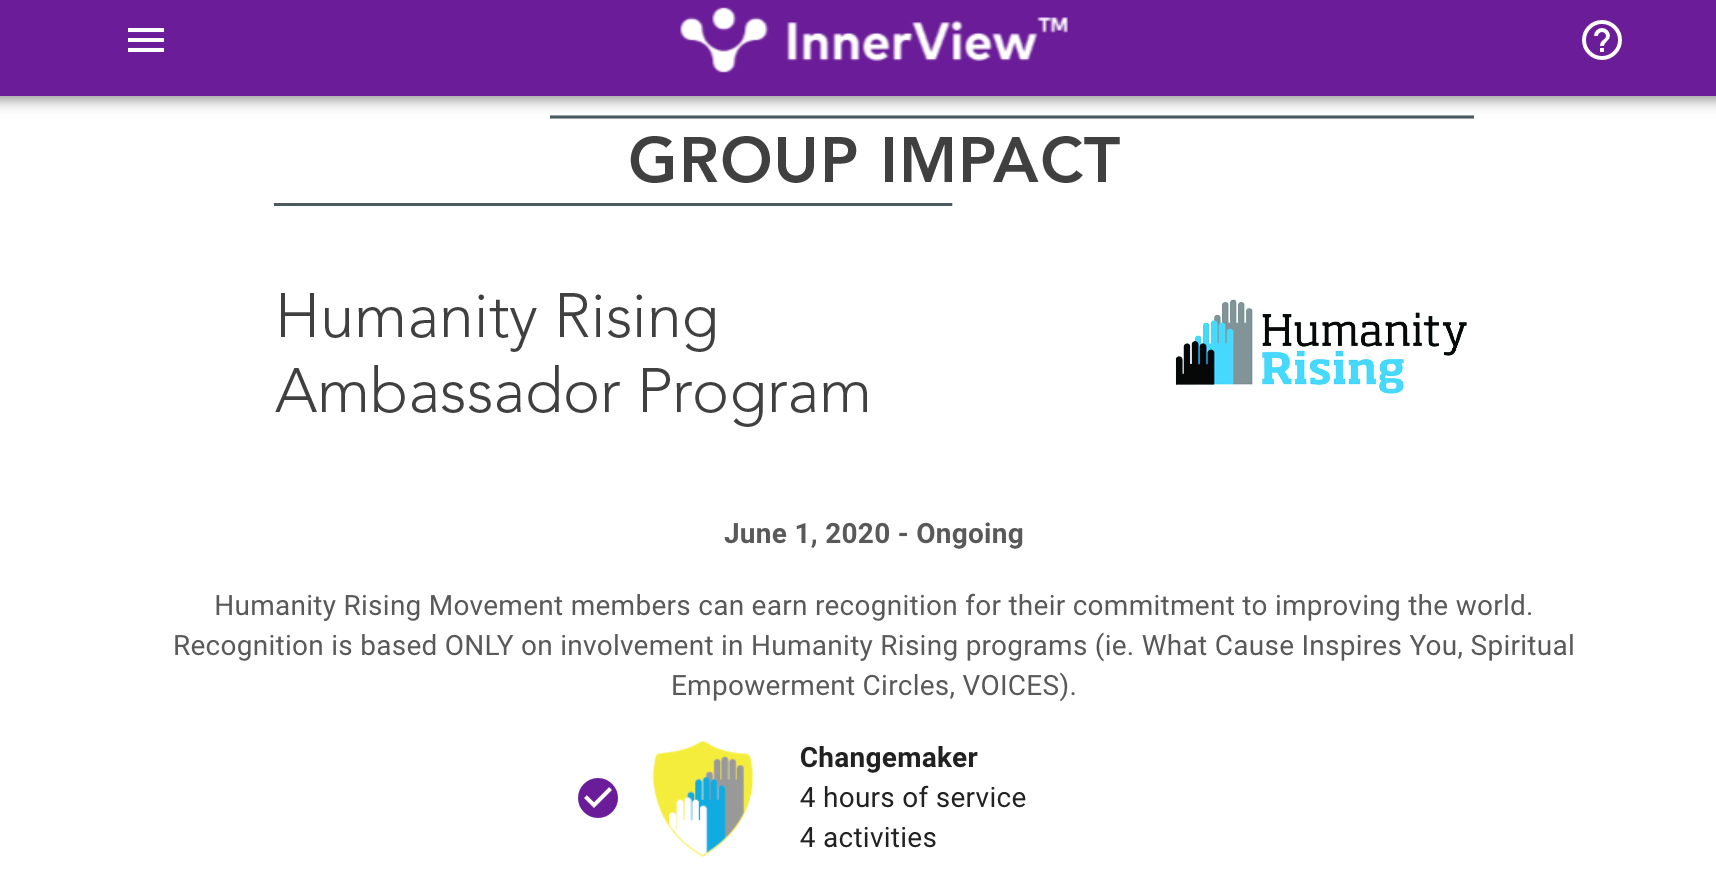 InnerView™
GROUP IMPACT
Humanity Rising
Ambassador Program
Humanity
Rising
June 1, 2020 - Ongoing
Humanity Rising Movement members can earn recognition for their commitment to improving the world.
Recognition is based ONLY on involvement in Humanity Rising programs (ie. What Cause Inspires You, Spiritual
Empowerment Circles, VOICES).
Changemaker
4 hours of service
4 activities